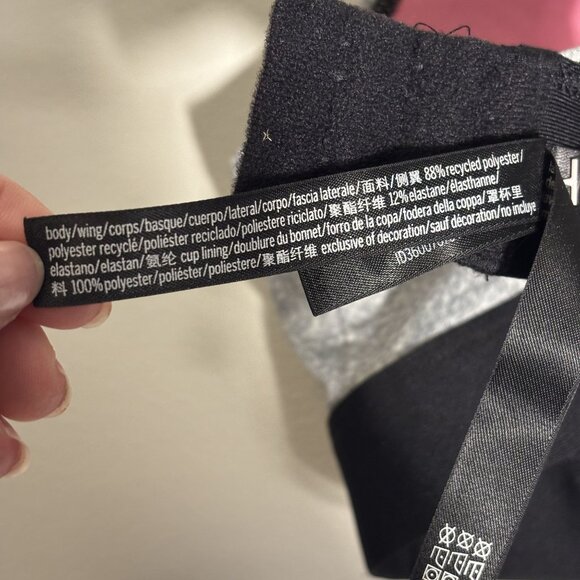 body/wing/corps/basque/cuerpo/lateral/corpo/fascia laterale/面料/侧翼 88% recycled polyester/
polyester recyclé/poliéster reciclado/poliestere riciclato/聚酯纤维 12% elastane/élasthanne/
elastano/elastan/氨纶 cup lining/doublure du bonnet/forro de la copa/fodera della coppa/罩杯里
料 100% polyester/poliéster/poliestere/聚酯纤维 exclusive of decoration/sauf décoration/no incluye